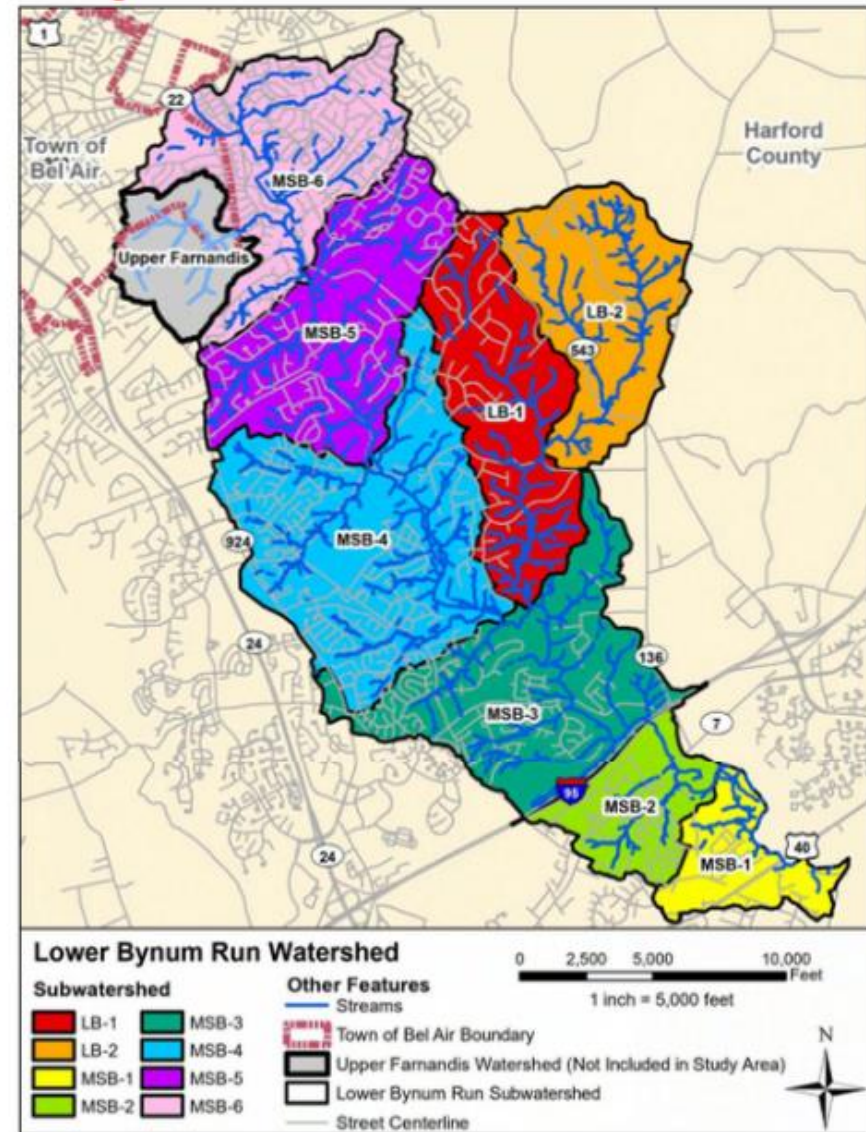 1
22
Town of
Bel Air
Harford
County
MSB-6
Upper Farnandis
MSB-5
LB-2
543
LB-1
924
MSB-4
24
136
MSB-3
7
95
MSB-2
40
MSB-1
24
Lower Bynum Run Watershed
0 2,500 5,000 10,000
Feet
1 inch = 5,000 feet
Subwatershed
LB-1
LB-2
MSB-1
MSB-2
MSB-3
MSB-4
MSB-5
MSB-6
Other Features
Streams
Town of Bel Air Boundary
Upper Farnandis Watershed (Not Included in Study Area)
Lower Bynum Run Subwatershed
Street Centerline
N